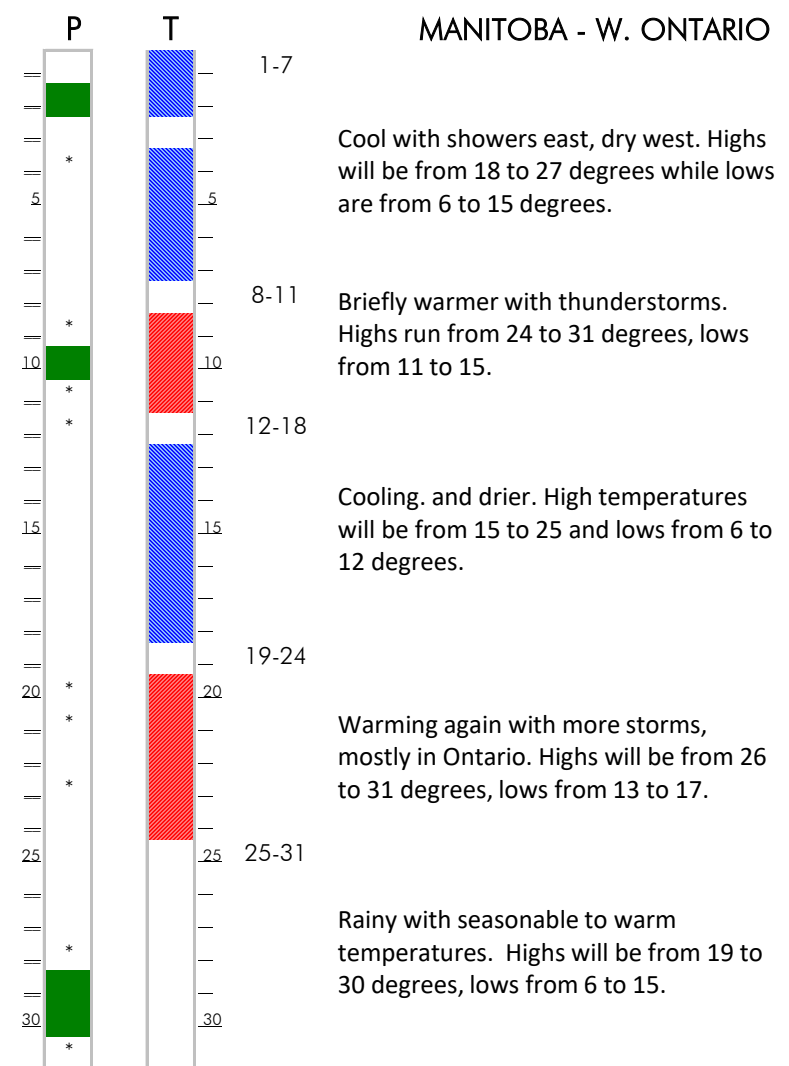 P T MANITOBA - W. ONTARIO
1-7
Cool with showers east, dry west. Highs
will be from 18 to 27 degrees while lows
are from 6 to 15 degrees.
*
5 5
8-11
Briefly warmer with thunderstorms.
Highs run from 24 to 31 degrees, lows
from 11 to 15.
*
10 10
*
*
12-18
Cooling. and drier. High temperatures
will be from 15 to 25 and lows from 6 to
12 degrees.
15 15
19-24
*
20 20
*
Warming again with more storms,
mostly in Ontario. Highs will be from 26
to 31 degrees, lows from 13 to 17.
*
25 25
25-31
Rainy with seasonable to warm
temperatures.  Highs will be from 19 to
30 degrees, lows from 6 to 15.
*
30 30
*